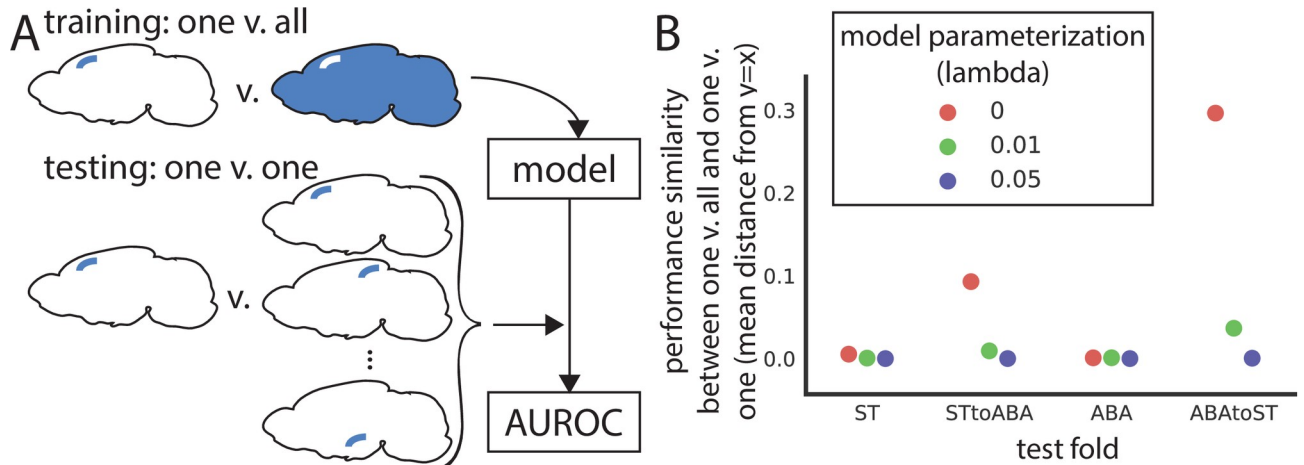 A
training: one v. all
v.
model
testing: one v. one
v.
⋮
AUROC
B
performance similarity
between one v. all and one v.
one (mean distance from y=x)
model parameterization
(lambda)
0
0.01
0.05
0.3
0.2
0.1
0.0
ST
STtoABA
ABA
ABAtoST
test fold